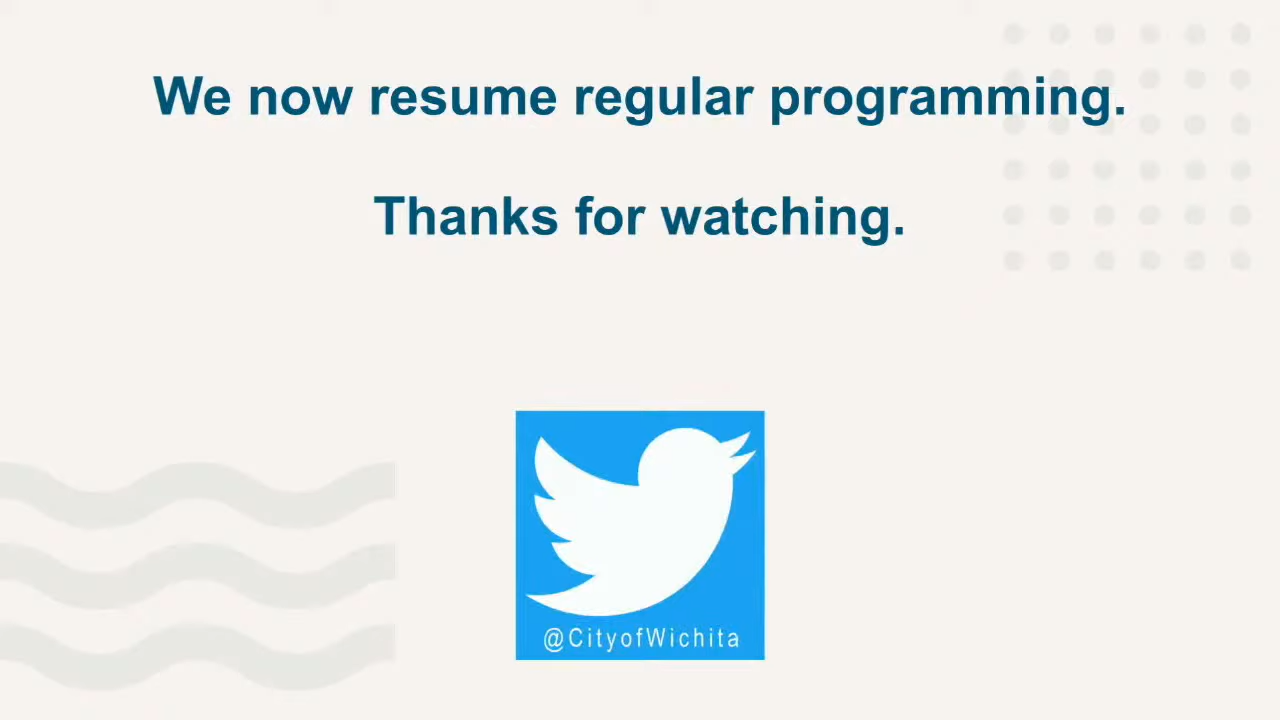 We now resume regular programming.
Thanks for watching.
@CityofWichita